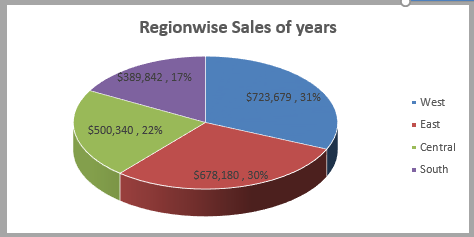 Regionwise Sales of years
$389,842 , 17%
$723,679 , 31%
$500,340 , 22%
$678,180 , 30%
West
East
Central
South